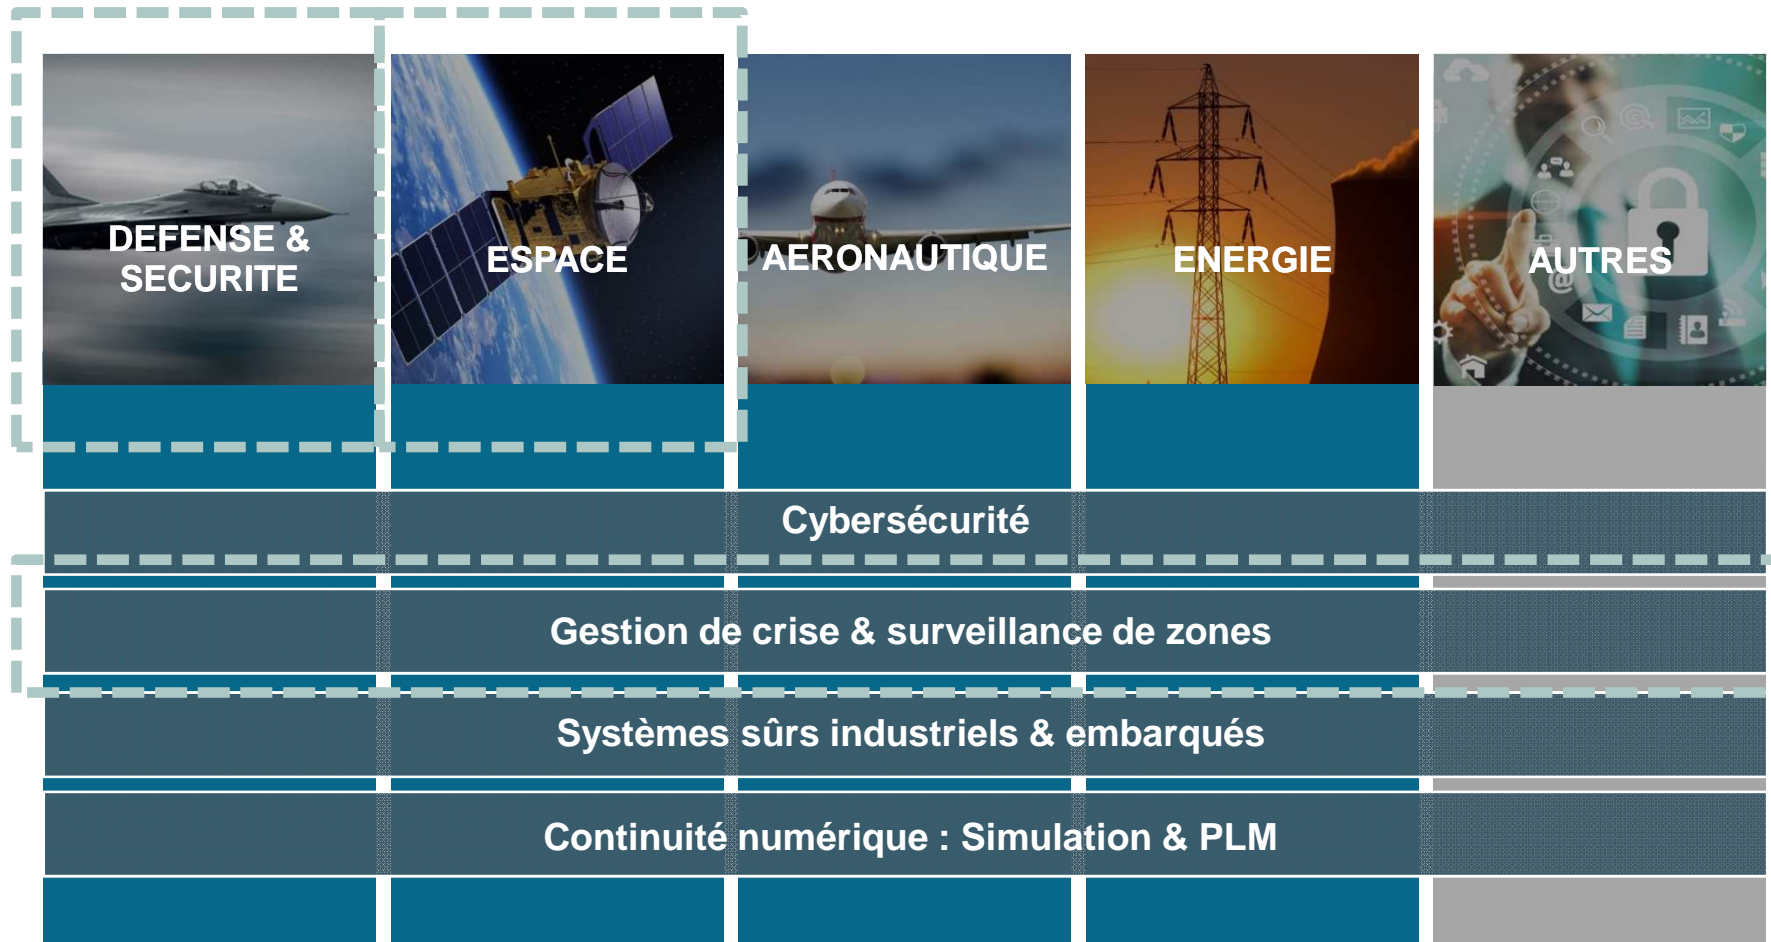 DEFENSE &
SECURITE
ESPACE
AERONAUTIQUE
ENERGIE
AUTRES
@
Cybersécurité
Gestion de crise & surveillance de zones
Systèmes sûrs industriels & embarqués
Continuité numérique : Simulation & PLM